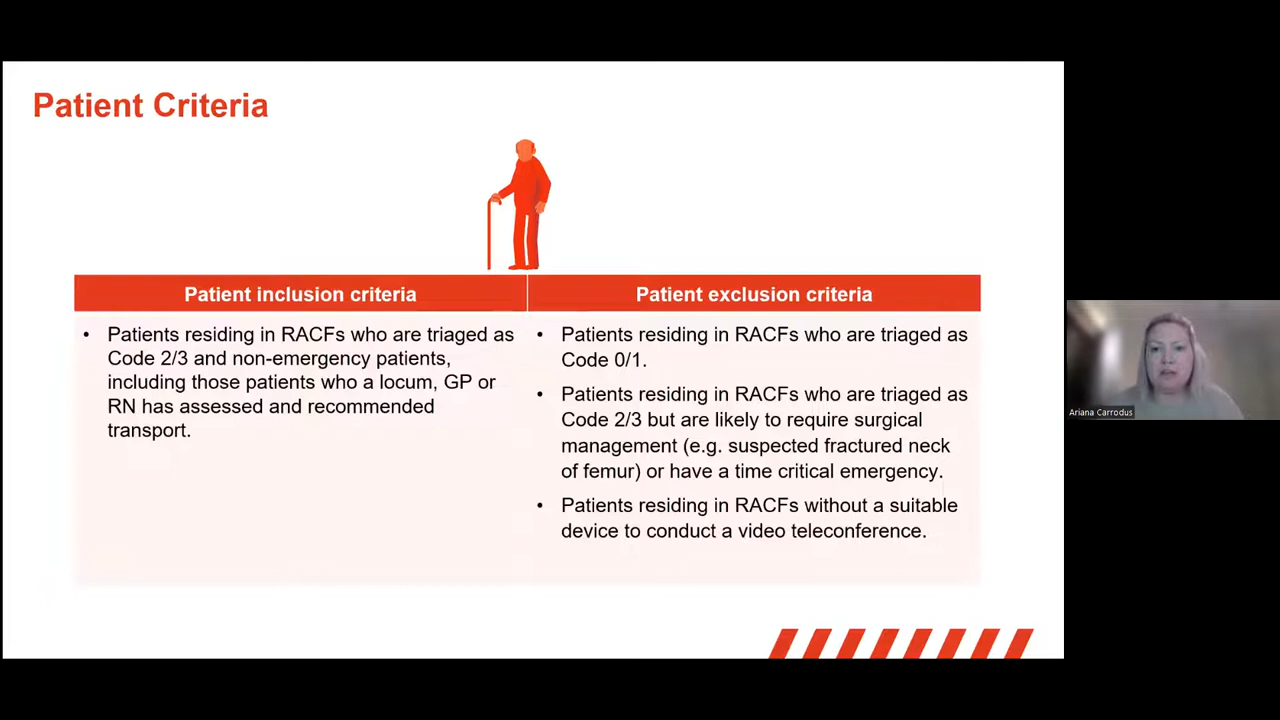 Patient Criteria
Patient inclusion criteria
• Patients residing in RACFs who are triaged as
Code 2/3 and non-emergency patients,
including those patients who a locum, GP or
RN has assessed and recommended
transport.
Patient exclusion criteria
• Patients residing in RACFs who are triaged as
Code 0/1.
• Patients residing in RACFs who are triaged as
Code 2/3 but are likely to require surgical
management (e.g. suspected fractured neck
of femur) or have a time critical emergency.
• Patients residing in RACFs without a suitable
device to conduct a video teleconference.
Ariana Carrodus